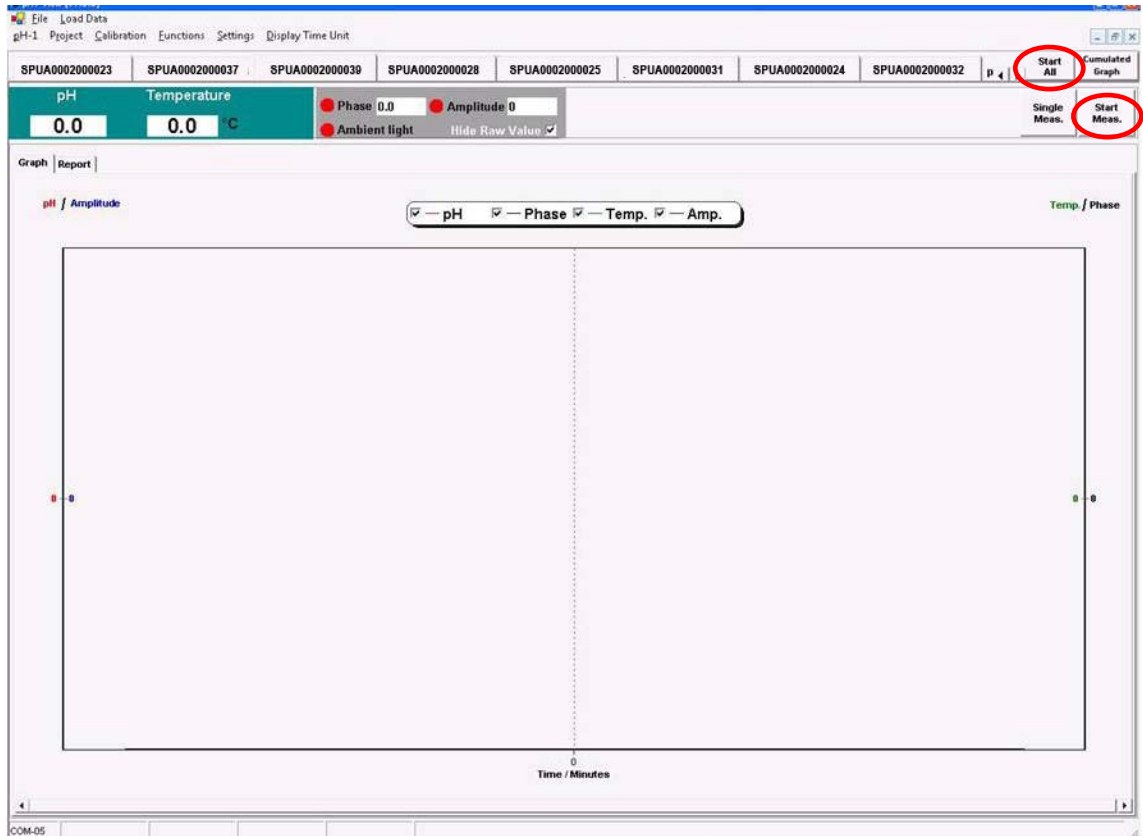 File Load Data
pH-1 Project Calibration Functions Settings Display Time Unit
SPUA0002000023 SPUA0002000037 SPUA0002000039 SPUA0002000028 SPUA0002000025 SPUA0002000031 SPUA0002000024 SPUA0002000032 p Start All Cumulated Graph
pH Temperature
0.0 0.0 °C
Phase 0.0 Amplitude 0
Ambient light Hide Raw Value
Single Meas. Start Meas.
Graph Report
pH / Amplitude
pH Phase Temp. Amp.
Temp. / Phase
0 0
0 0
0
Time / Minutes
COM-05